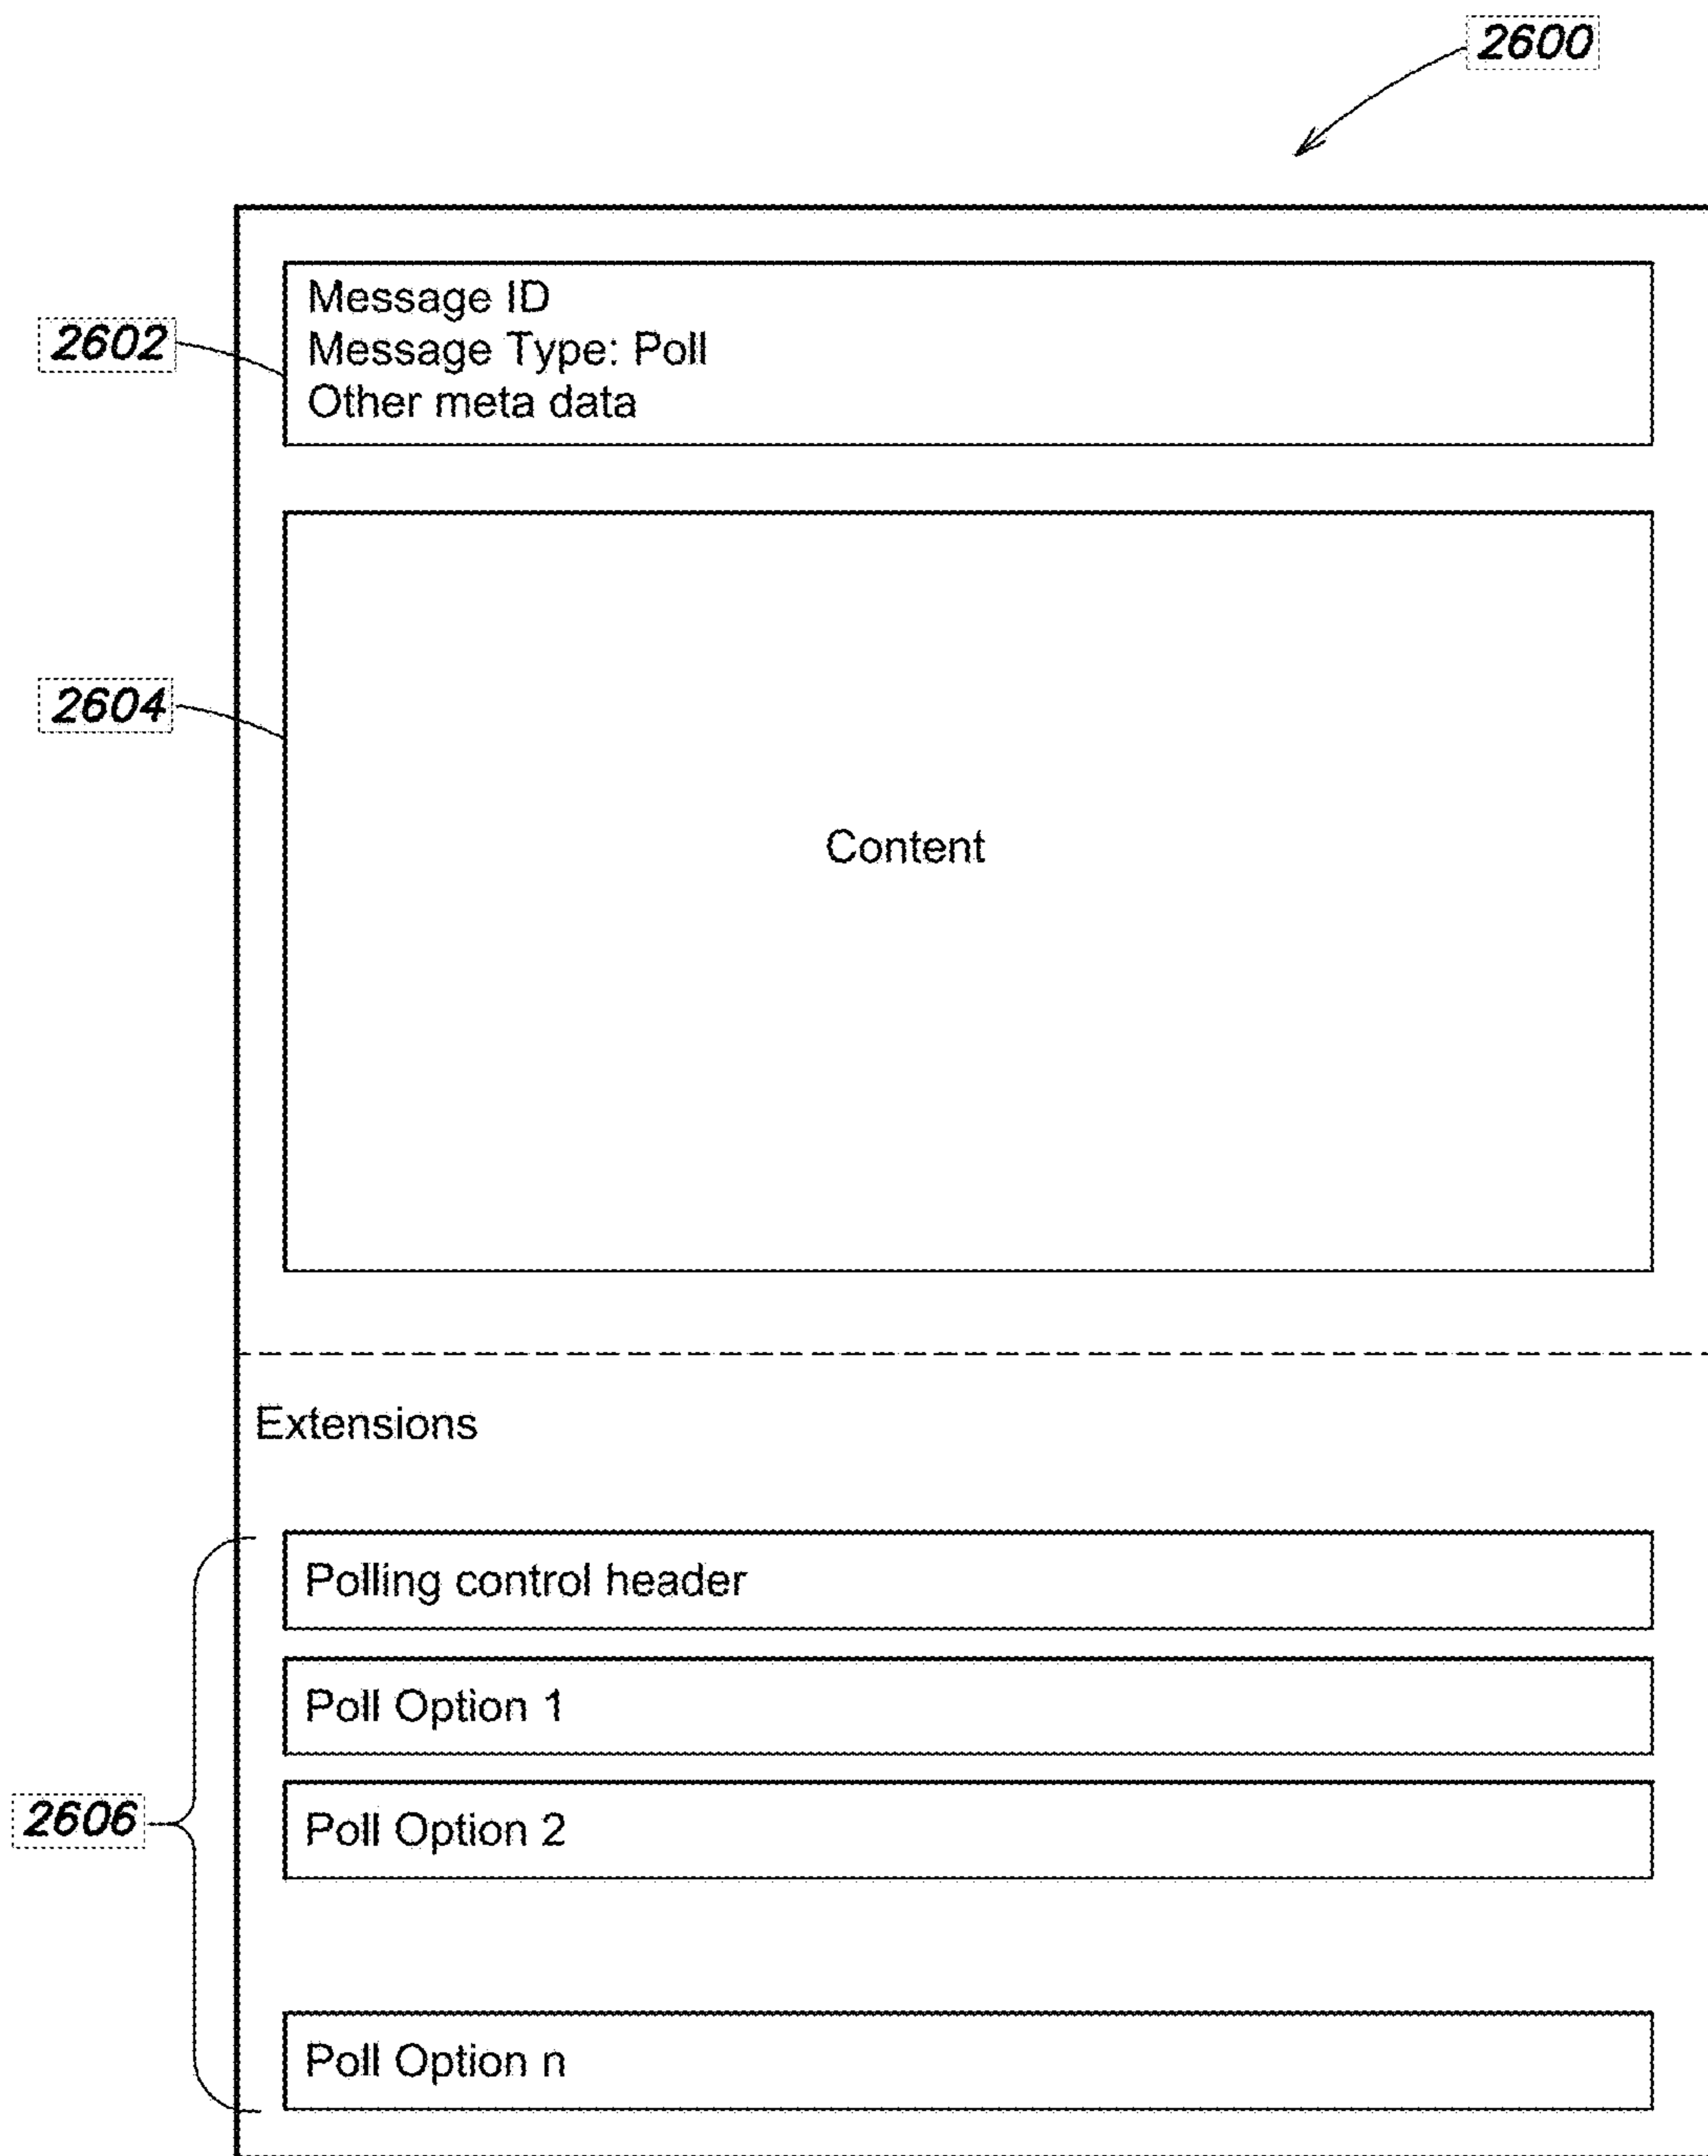 2600
Message ID
2602
Message Type: Poll
Other meta data
2604
Content
Extensions
Polling control header
Poll Option 1
2606
Poll Option 2
Poll Option n